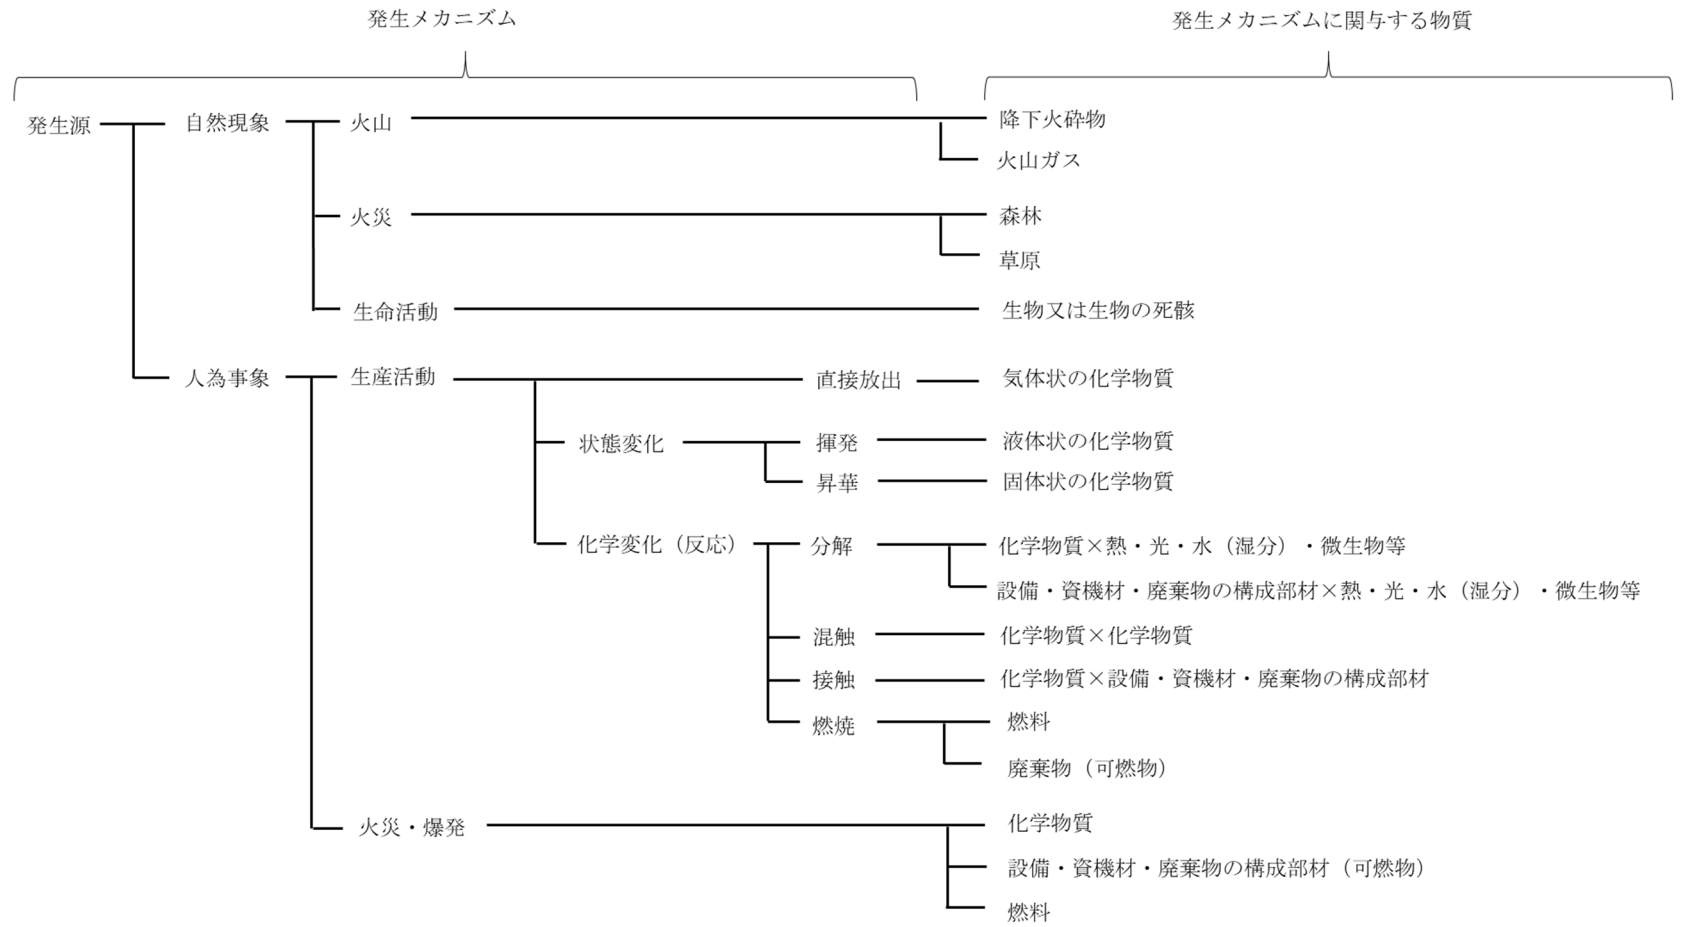 発生メカニズム
発生メカニズムに関与する物質
発生源
自然現象
火山
降下火砕物
火山ガス
火災
森林
草原
生命活動
生物又は生物の死骸
人為事象
生産活動
直接放出
気体状の化学物質
状態変化
揮発
液体状の化学物質
昇華
固体状の化学物質
化学変化（反応）
分解
化学物質×熱・光・水（湿分）・微生物等
設備・資機材・廃棄物の構成部材×熱・光・水（湿分）・微生物等
混触
化学物質×化学物質
接触
化学物質×設備・資機材・廃棄物の構成部材
燃焼
燃料
廃棄物（可燃物）
火災・爆発
化学物質
設備・資機材・廃棄物の構成部材（可燃物）
燃料